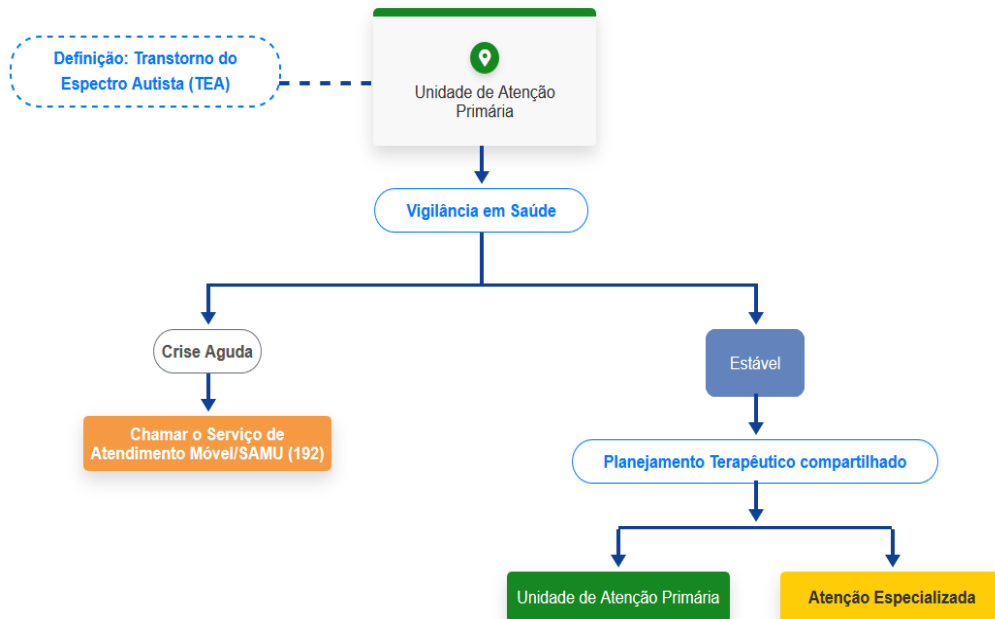 Definição: Transtorno do
Espectro Autista (TEA)
Unidade de Atenção
Primária
Vigilância em Saúde
Crise Aguda
Estável
Chamar o Serviço de
Atendimento Móvel/SAMU (192)
Planejamento Terapêutico compartilhado
Unidade de Atenção Primária
Atenção Especializada